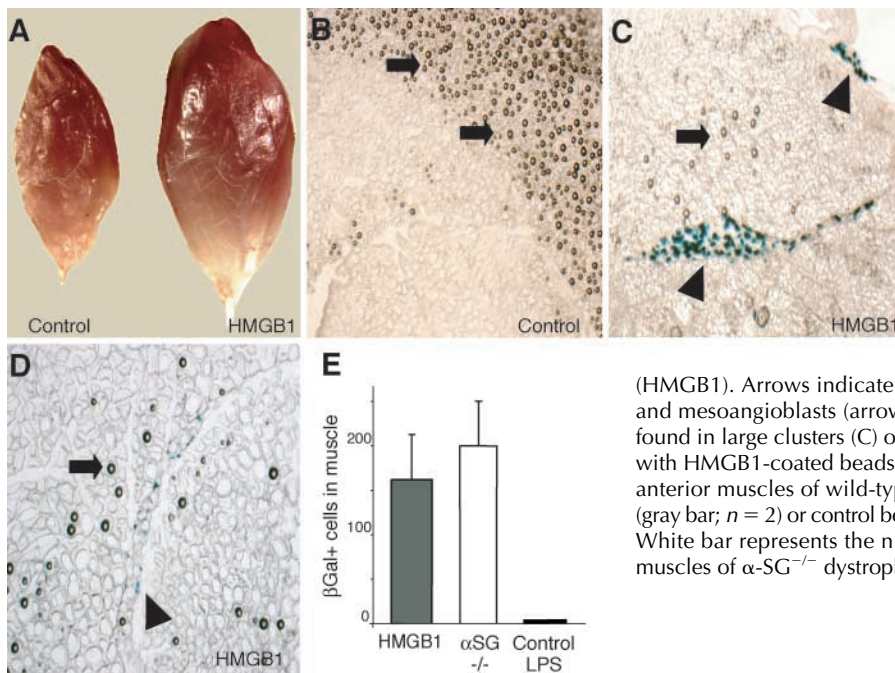 A
Control
HMGB1
B
Control
C
HMGB1
D
HMGB1
E
βGal+ cells in muscle
200
100
0
HMGB1
αSG
-/-
Control
LPS
(HMGB1). Arrows indicate
and mesoangioblasts (arrow
found in large clusters (C) o
with HMGB1-coated beads
anterior muscles of wild-typ
(gray bar; n = 2) or control be
White bar represents the n
muscles of α-SG−/− dystroph